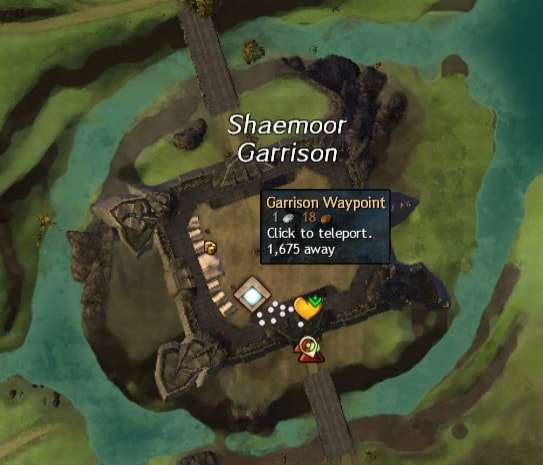 Shaemoor
Garrison
Garrison Waypoint
1 18
Click to teleport.
1,675 away